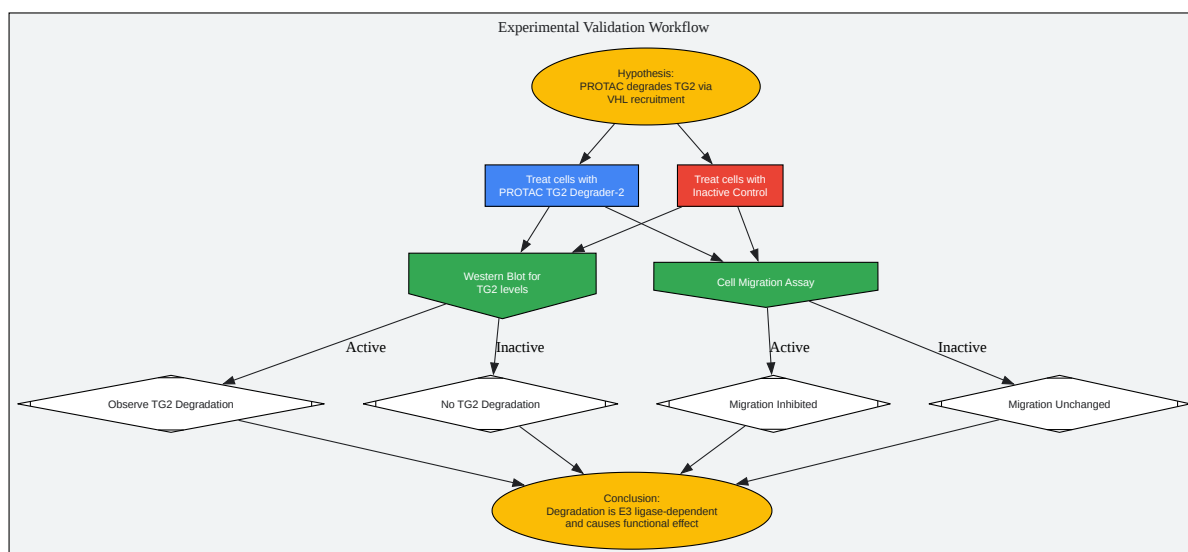 Experimental Validation Workflow
Hypothesis:
PROTAC degrades TG2 via
VHL recruitment
Treat cells with
PROTAC TG2 Degrader-2
Treat cells with
Inactive Control
Western Blot for
TG2 levels
Cell Migration Assay
Active
Inactive
Active
Inactive
Observe TG2 Degradation
No TG2 Degradation
Migration Inhibited
Migration Unchanged
Conclusion:
Degradation is E3 ligase-dependent
and causes functional effect